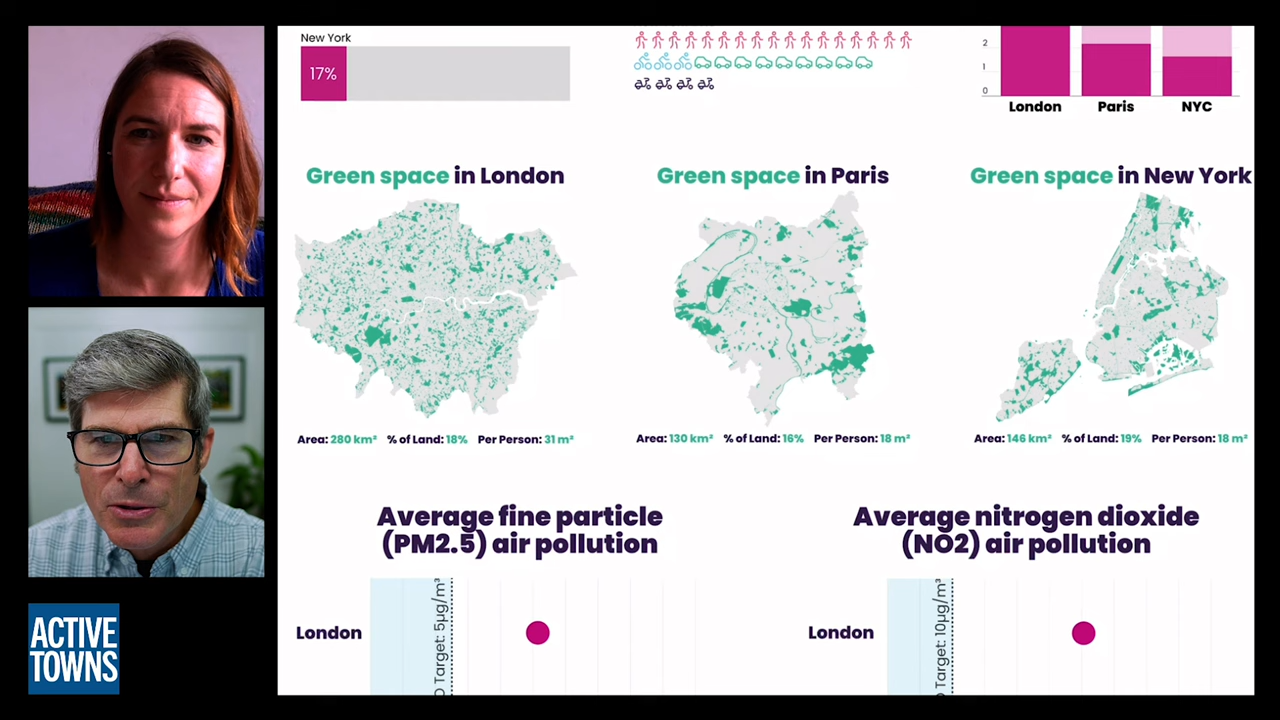 New York
17%
2
1
0
London
Paris
NYC
Green space in London
Green space in Paris
Green space in New York
Area: 280 km² % of Land: 18% Per Person: 31 m²
Area: 130 km² % of Land: 16% Per Person: 18 m²
Area: 146 km² % of Land: 19% Per Person: 18 m²
Average fine particle
(PM2.5) air pollution
Average nitrogen dioxide
(NO2) air pollution
London
Target: 5µg/m³
London
Target: 10µg/m³
ACTIVE
TOWNS